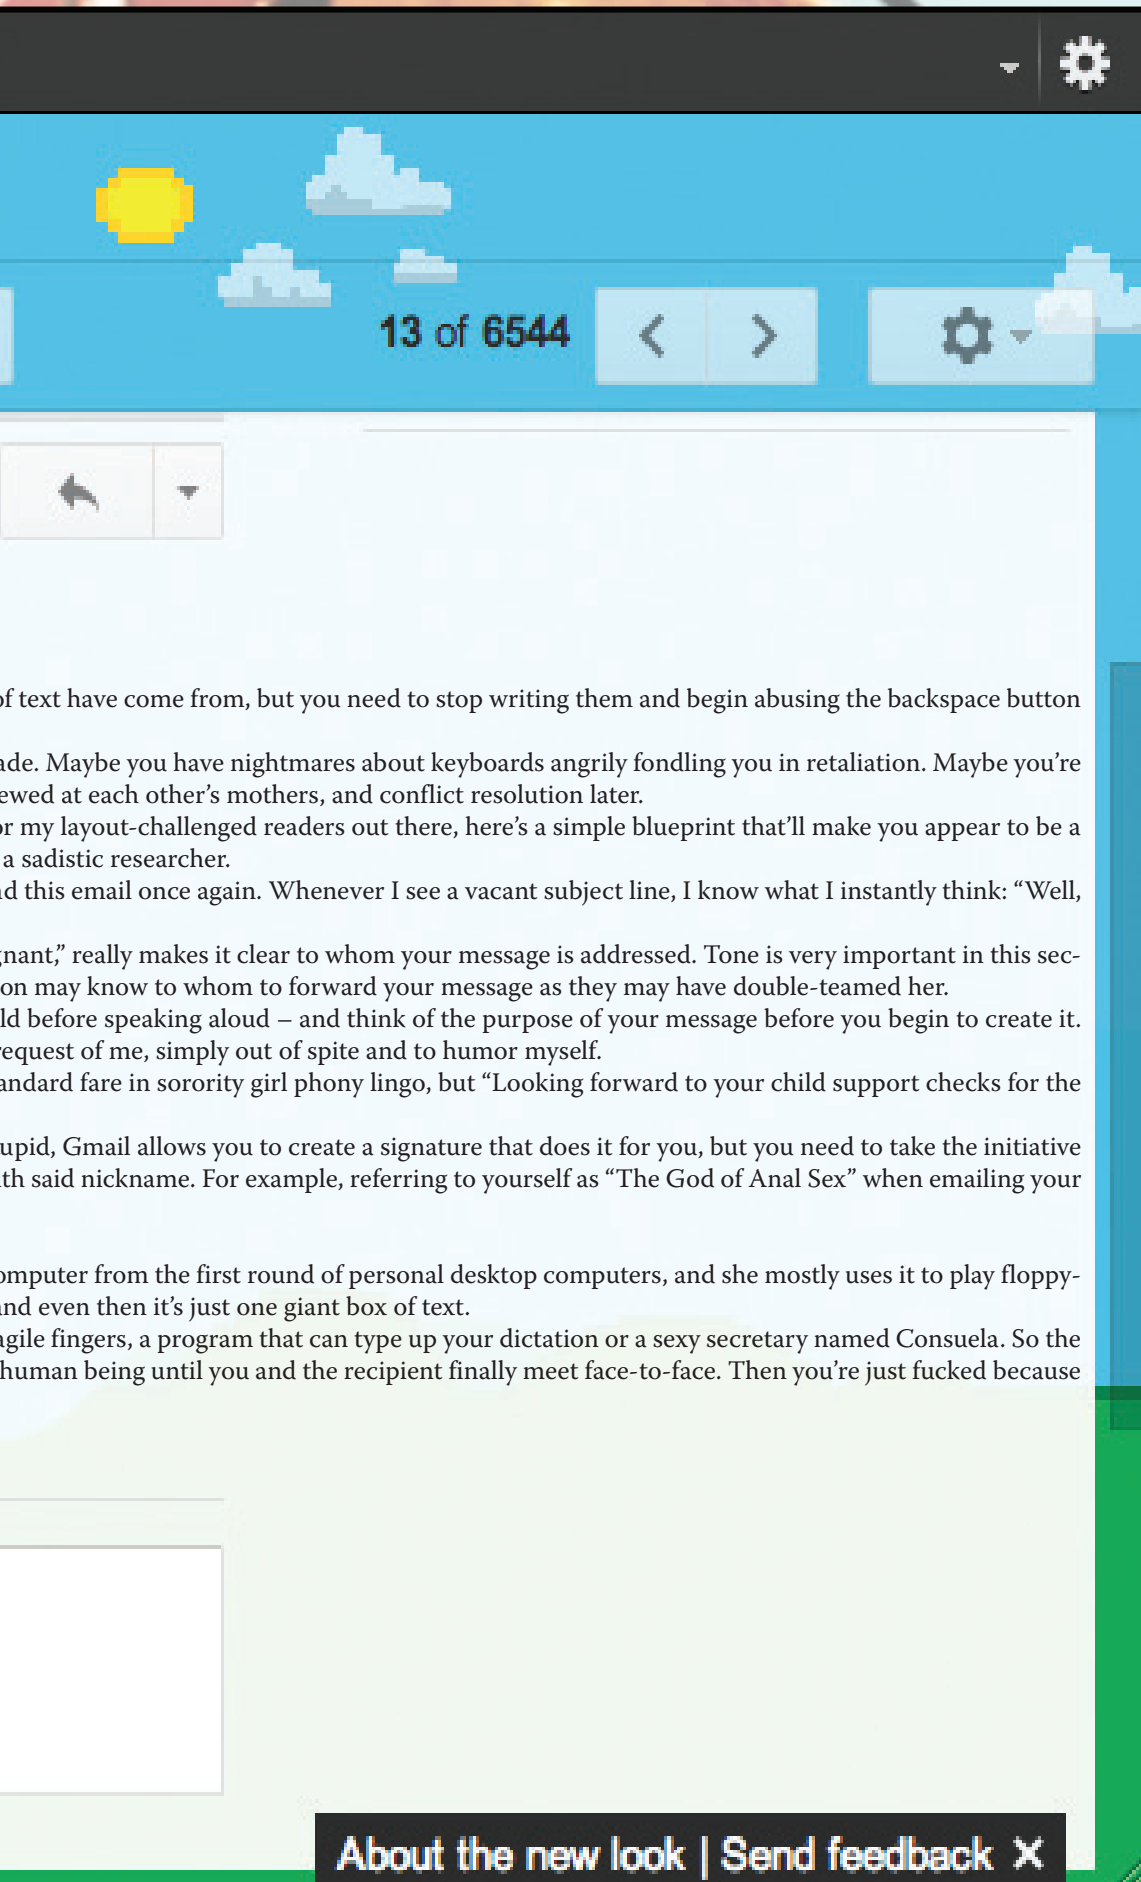 13 of 6544
of text have come from, but you need to stop writing them and begin abusing the backspace button
ade. Maybe you have nightmares about keyboards angrily fondling you in retaliation. Maybe you’re
ewed at each other’s mothers, and conflict resolution later.
or my layout-challenged readers out there, here’s a simple blueprint that’ll make you appear to be a
a sadistic researcher.
nd this email once again. Whenever I see a vacant subject line, I know what I instantly think: “Well,
gnant,” really makes it clear to whom your message is addressed. Tone is very important in this sec-
on may know to whom to forward your message as they may have double-teamed her.
ld before speaking aloud – and think of the purpose of your message before you begin to create it.
request of me, simply out of spite and to humor myself.
andard fare in sorority girl phony lingo, but “Looking forward to your child support checks for the
tupid, Gmail allows you to create a signature that does it for you, but you need to take the initiative
ith said nickname. For example, referring to yourself as “The God of Anal Sex” when emailing your
omputer from the first round of personal desktop computers, and she mostly uses it to play floppy-
and even then it’s just one giant box of text.
agile fingers, a program that can type up your dictation or a sexy secretary named Consuela. So the
human being until you and the recipient finally meet face-to-face. Then you’re just fucked because
About the new look | Send feedback ×